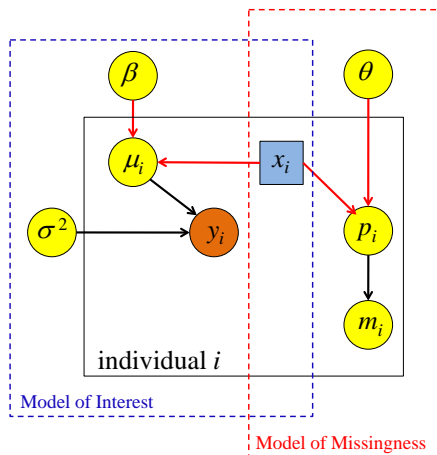 β
θ
μi
xi
σ²
yi
pi
mi
individual i
Model of Interest
Model of Missingness